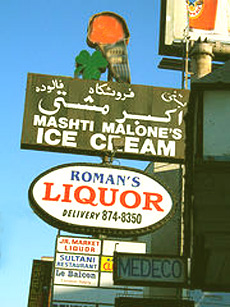 فروشگاه فالوده
اکبر مشتی
MASHTI MALONE'S
ICE CREAM
ROMAN'S
LIQUOR
DELIVERY 874-8350
JR. MARKET
LIQUOR
SULTANI
RESTAURANT
Le Balcon
MEDECO